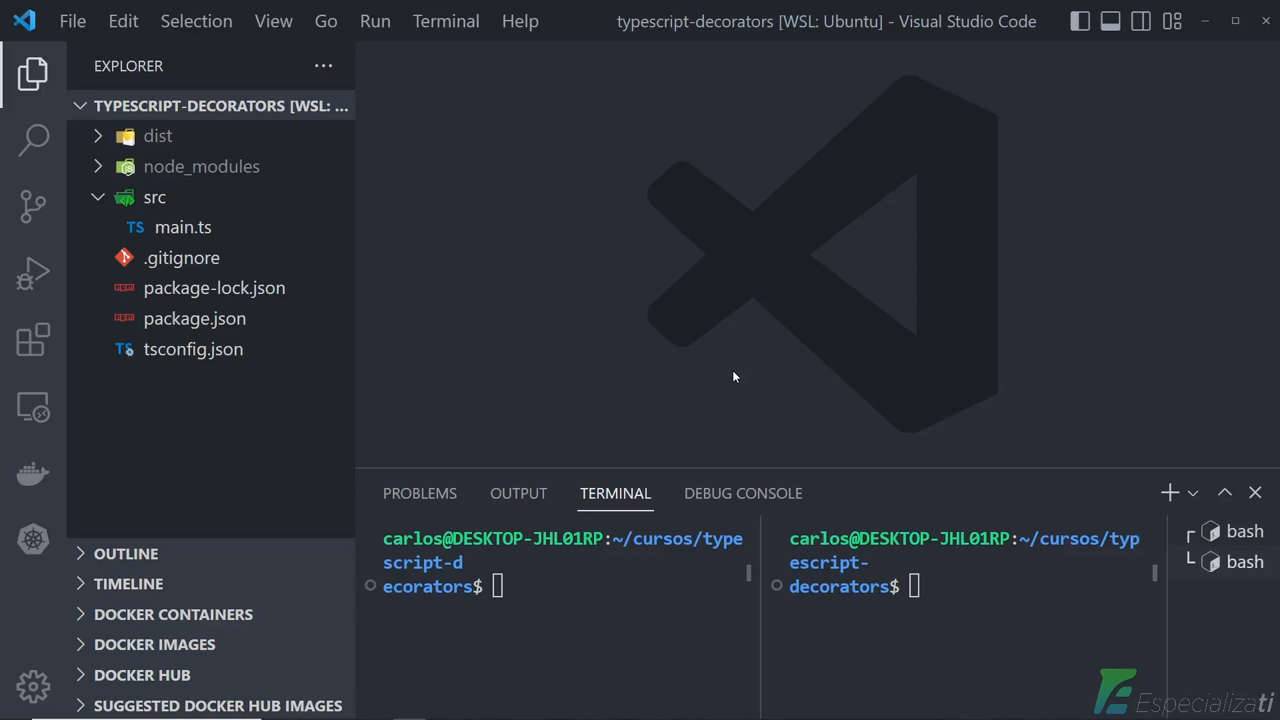 File Edit Selection View Go Run Terminal Help
typescript-decorators [WSL: Ubuntu] - Visual Studio Code
EXPLORER
TYPESCRIPT-DECORATORS [WSL: ...
dist
node_modules
src
TS main.ts
.gitignore
package-lock.json
package.json
TS tsconfig.json
OUTLINE
TIMELINE
DOCKER CONTAINERS
DOCKER IMAGES
DOCKER HUB
SUGGESTED DOCKER HUB IMAGES
PROBLEMS OUTPUT TERMINAL DEBUG CONSOLE
carlos@DESKTOP-JHL01RP:~/cursos/type
script-d
ecorators$
carlos@DESKTOP-JHL01RP:~/cursos/typ
escript-
decorators$
bash
bash
Especializati